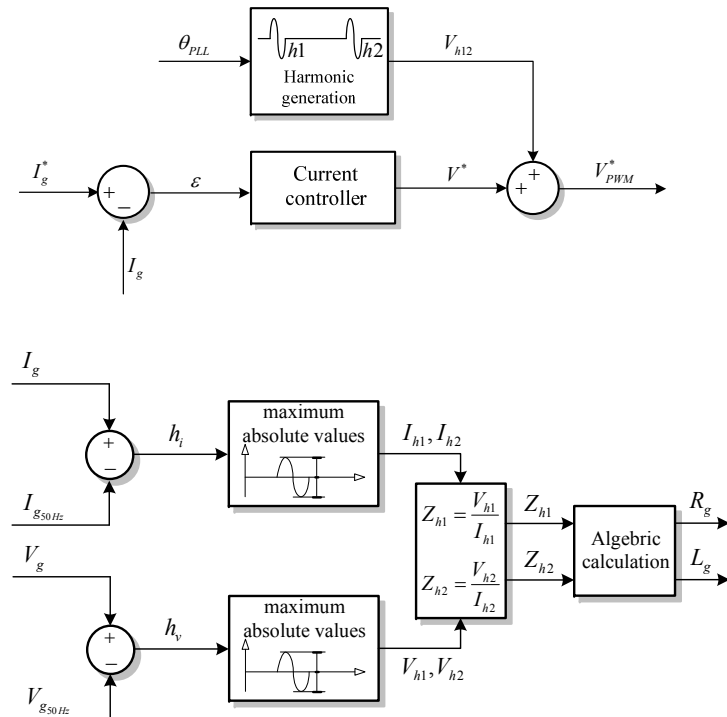 θ_PLL
h1 h2
Harmonic
generation
V_h12
I_g^*
+
−
ε
Current
controller
V^*
+
+
V_PWM^*
I_g
I_g
+
−
h_i
maximum
absolute values
I_h1, I_h2
I_g50Hz
V_g
Z_h1 = V_h1 / I_h1
Z_h2 = V_h2 / I_h2
Z_h1
Z_h2
Algebric
calculation
R_g
L_g
+
−
h_v
maximum
absolute values
V_h1, V_h2
V_g50Hz